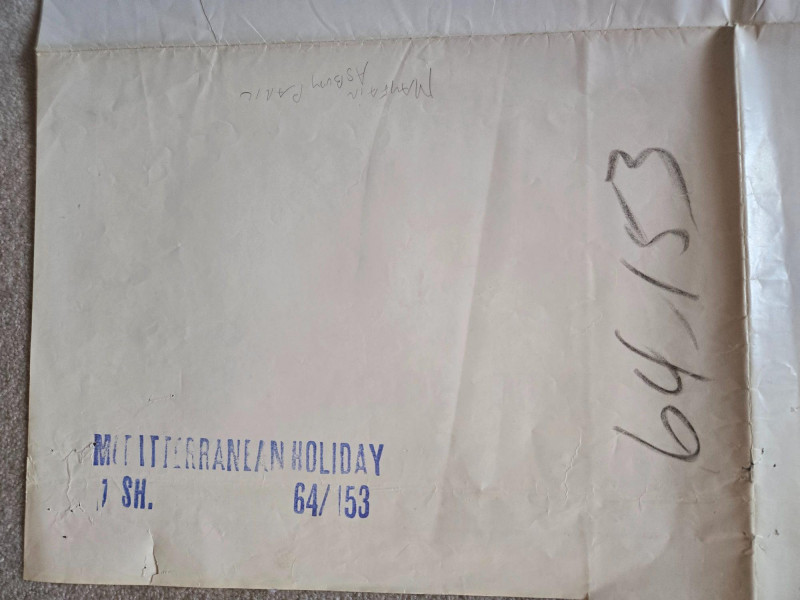 MAYFAIR
ASBURY PARK
64-153
MEDITERRANEAN HOLIDAY
1 SH. 64/153